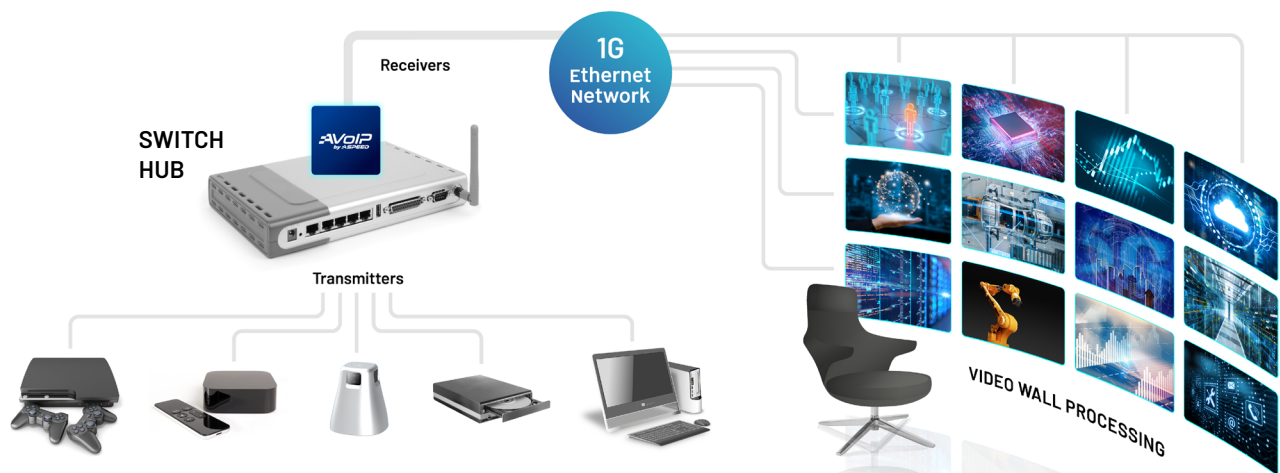 Receivers
1G
Ethernet
Network
SWITCH
HUB
AVoIP
by ASPEED
Transmitters
VIDEO WALL PROCESSING